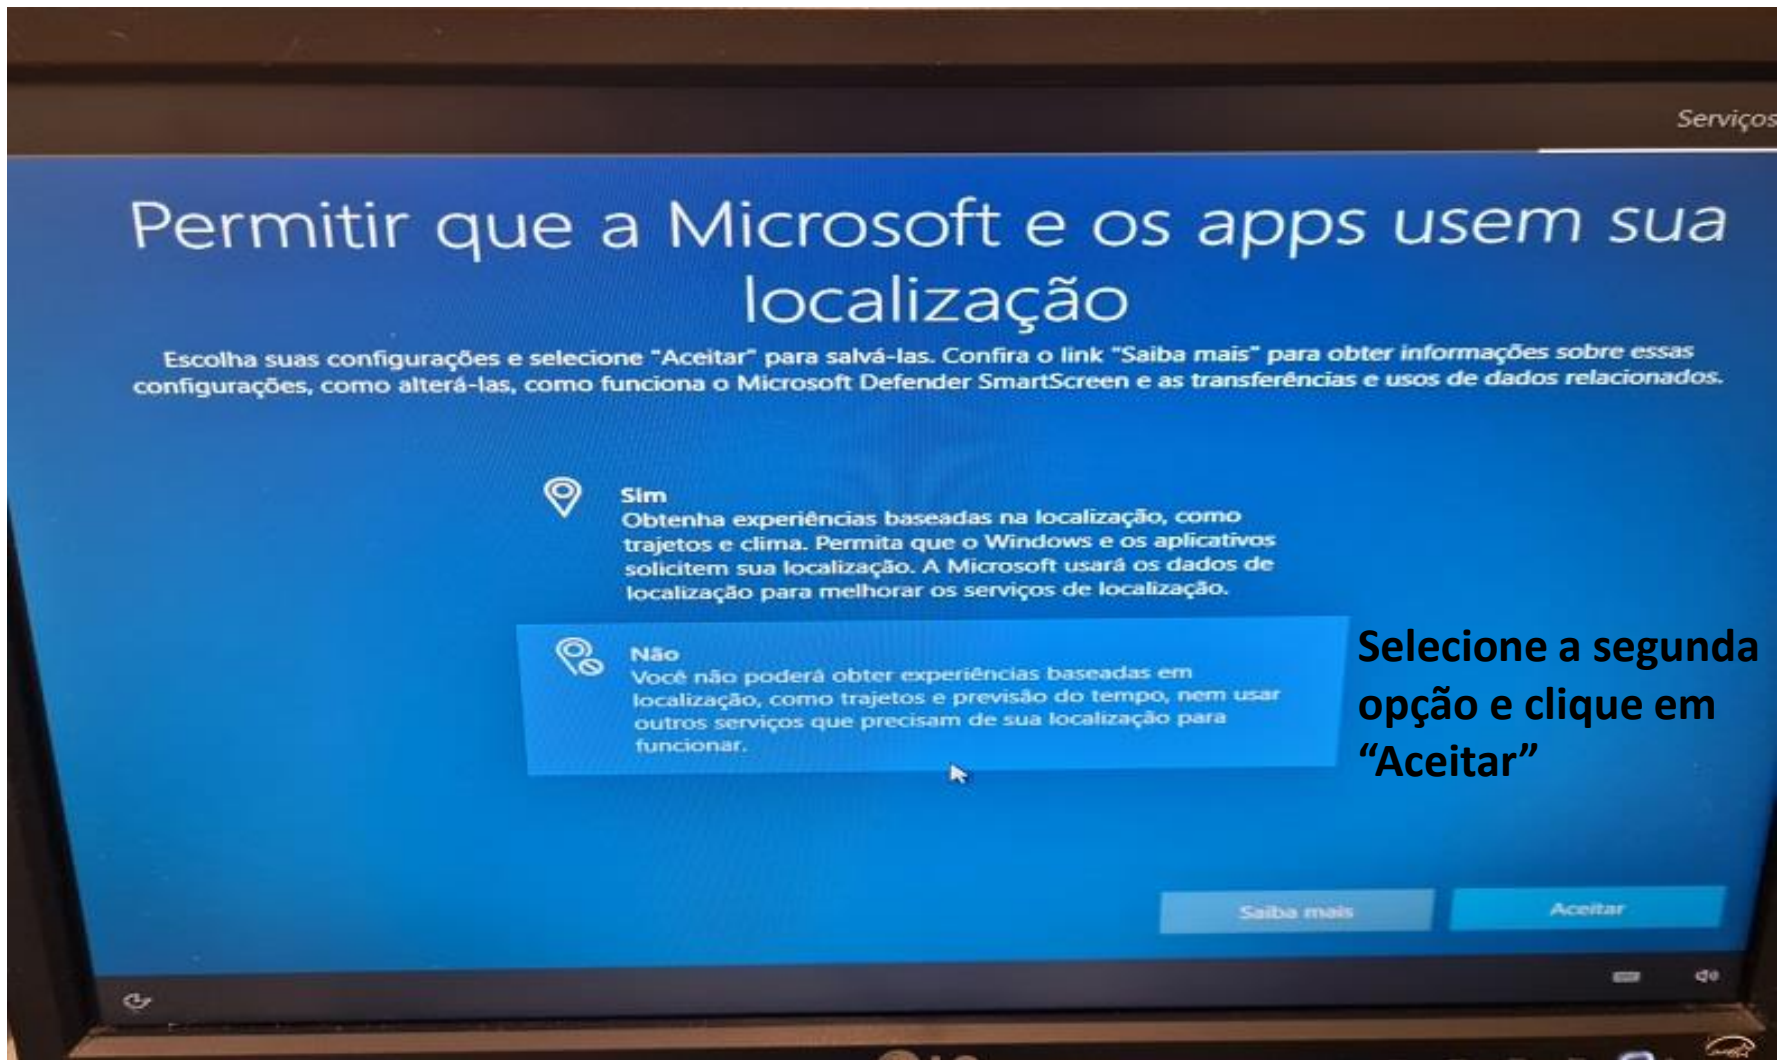 Serviços
Permitir que a Microsoft e os apps usem sua
localização
Escolha suas configurações e selecione "Aceitar" para salvá-las. Confira o link "Saiba mais" para obter informações sobre essas
configurações, como alterá-las, como funciona o Microsoft Defender SmartScreen e as transferências e usos de dados relacionados.
Sim
Obtenha experiências baseadas na localização, como
trajetos e clima. Permita que o Windows e os aplicativos
solicitem sua localização. A Microsoft usará os dados de
localização para melhorar os serviços de localização.
Não
Você não poderá obter experiências baseadas em
localização, como trajetos e previsão do tempo, nem usar
outros serviços que precisam de sua localização para
funcionar.
Selecione a segunda
opção e clique em
“Aceitar”
Saiba mais
Aceitar